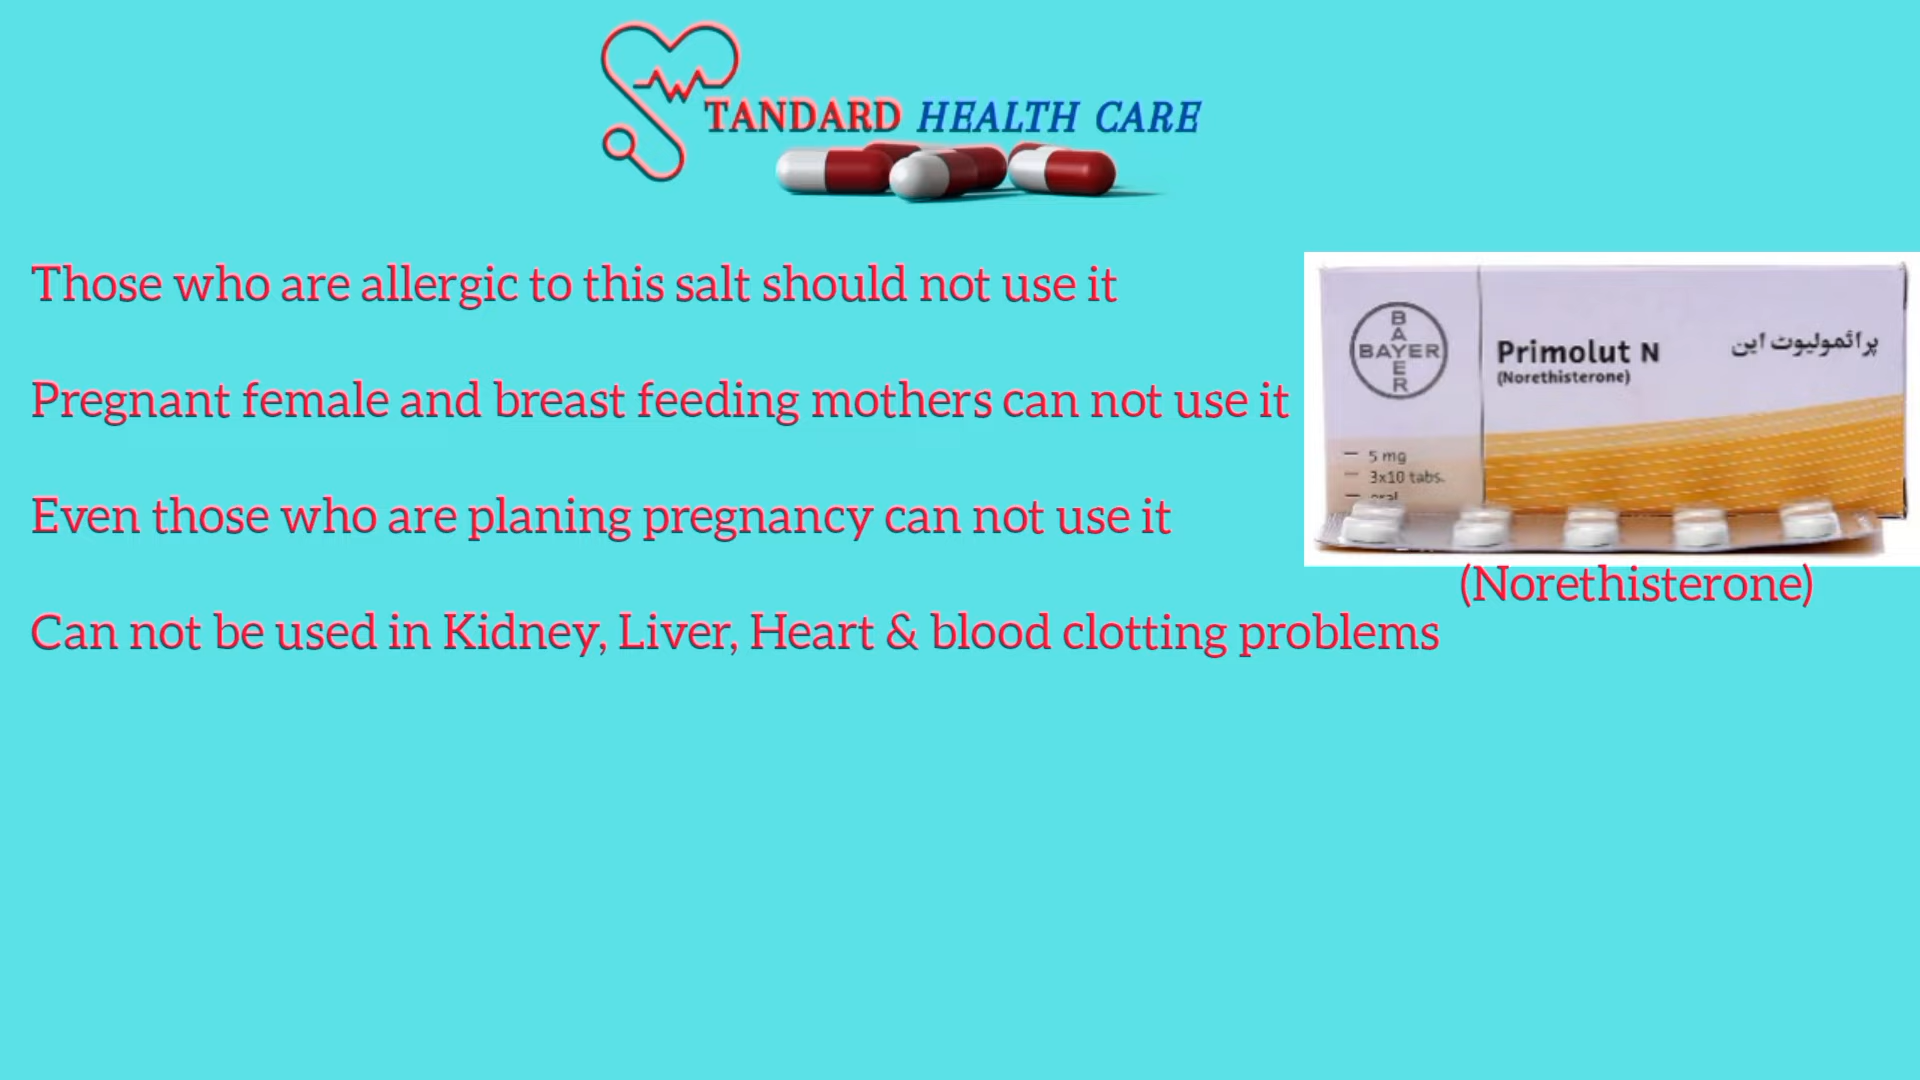 TANDARD HEALTH CARE
Those who are allergic to this salt should not use it
Pregnant female and breast feeding mothers can not use it
Even those who are planing pregnancy can not use it
Can not be used in Kidney, Liver, Heart & blood clotting problems
BAYER
BAYER
Primolut N
(Norethisterone)
پرائمولیوٹ این
5 mg
3x10 tabs.
oral
(Norethisterone)